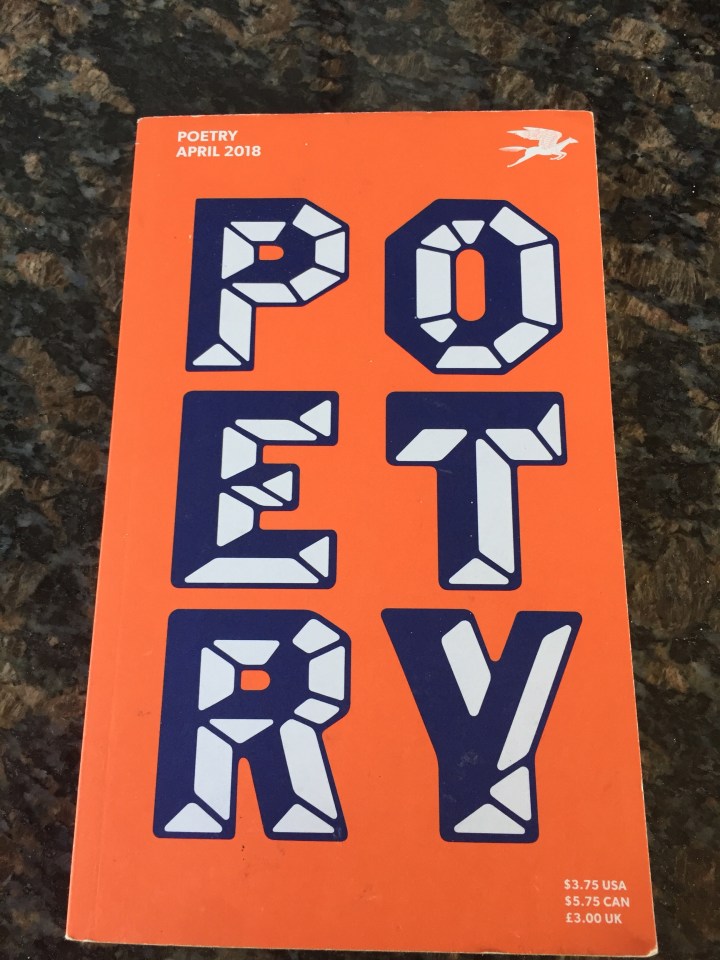 POETRY
APRIL 2018
PO
ET
RY
$3.75 USA
$5.75 CAN
£3.00 UK